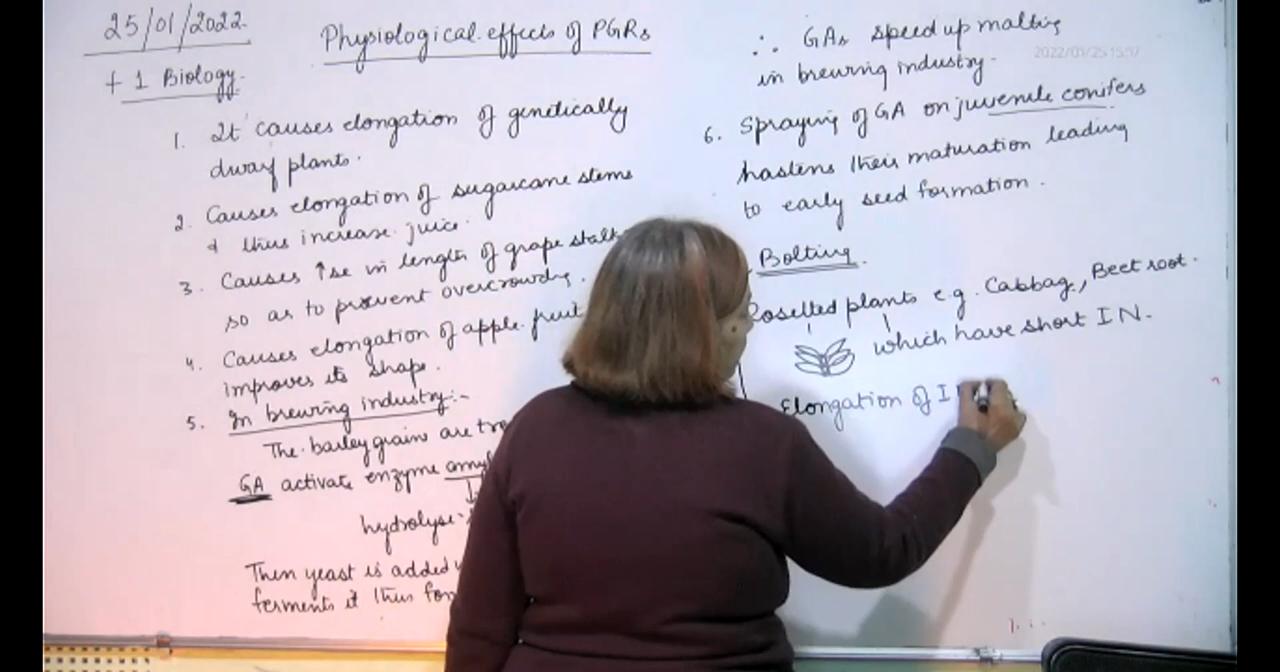 25/01/2022
+1 Biology
Physiological effects of PGRs
1. It causes elongation of genetically
dwarf plants.
2. Causes elongation of sugarcane stems
& thus increase juice.
3. Causes ↑se in length of grape stalk
so as to prevent overcrowding.
4. Causes elongation of apple fruit
improves its shape.
5. In brewing industry:-
The barley grains are
GA activate enzyme
hydrolyse
Then yeast is added
ferments it thus
∴ GAs speed up malting
in brewing industry.
2022/01/25 15:17
6. Spraying of GA on juvenile conifers
hastens their maturation leading
to early seed formation.
Bolting.
plants e.g. Cabbag, Beet root.
which have short IN.
Elongation of I